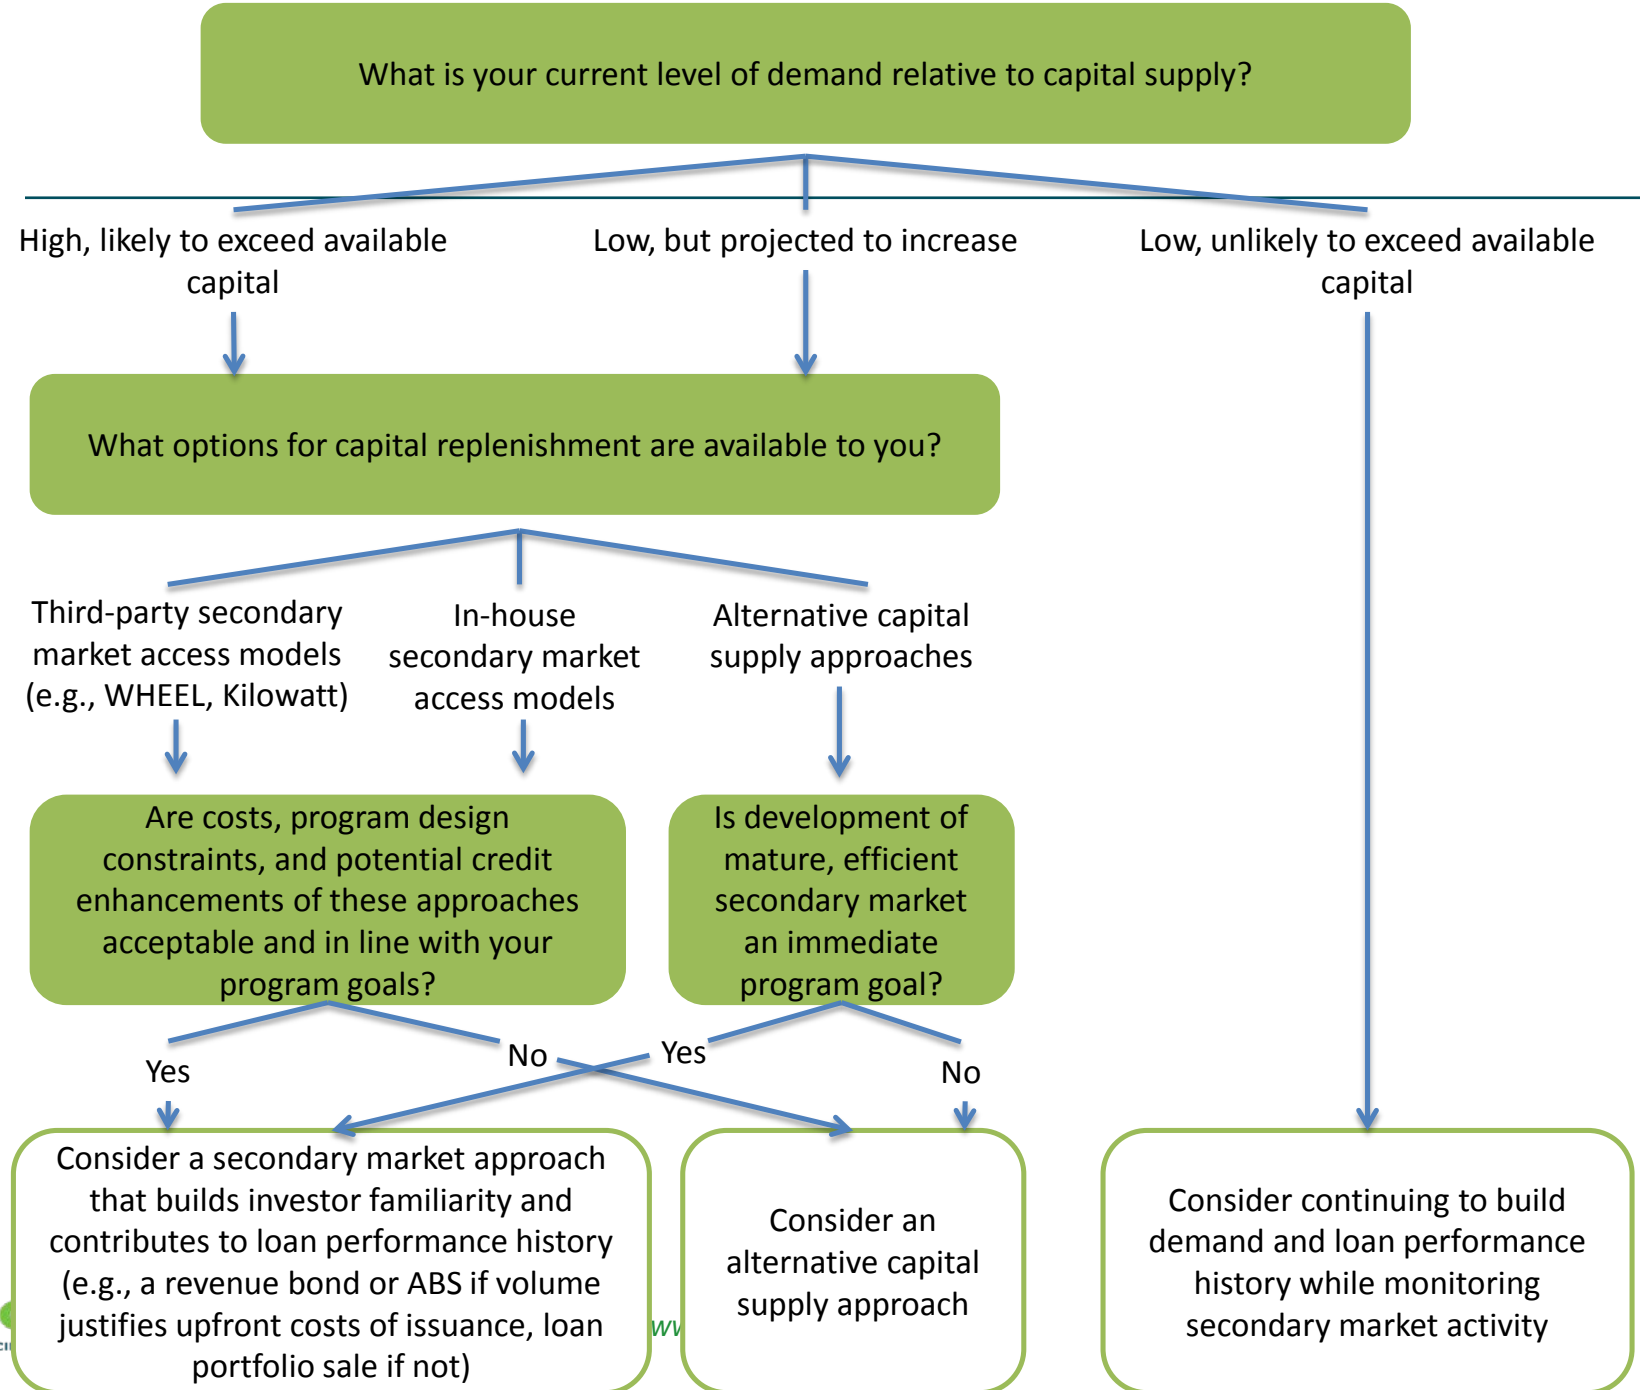 What is your current level of demand relative to capital supply?
High, likely to exceed available
capital
Low, but projected to increase
Low, unlikely to exceed available
capital
What options for capital replenishment are available to you?
Third-party secondary
market access models
(e.g., WHEEL, Kilowatt)
In-house
secondary market
access models
Alternative capital
supply approaches
Are costs, program design
constraints, and potential credit
enhancements of these approaches
acceptable and in line with your
program goals?
Is development of
mature, efficient
secondary market
an immediate
program goal?
Yes
No
Yes
No
Consider a secondary market approach
that builds investor familiarity and
contributes to loan performance history
(e.g., a revenue bond or ABS if volume
justifies upfront costs of issuance, loan
portfolio sale if not)
Consider an
alternative capital
supply approach
Consider continuing to build
demand and loan performance
history while monitoring
secondary market activity